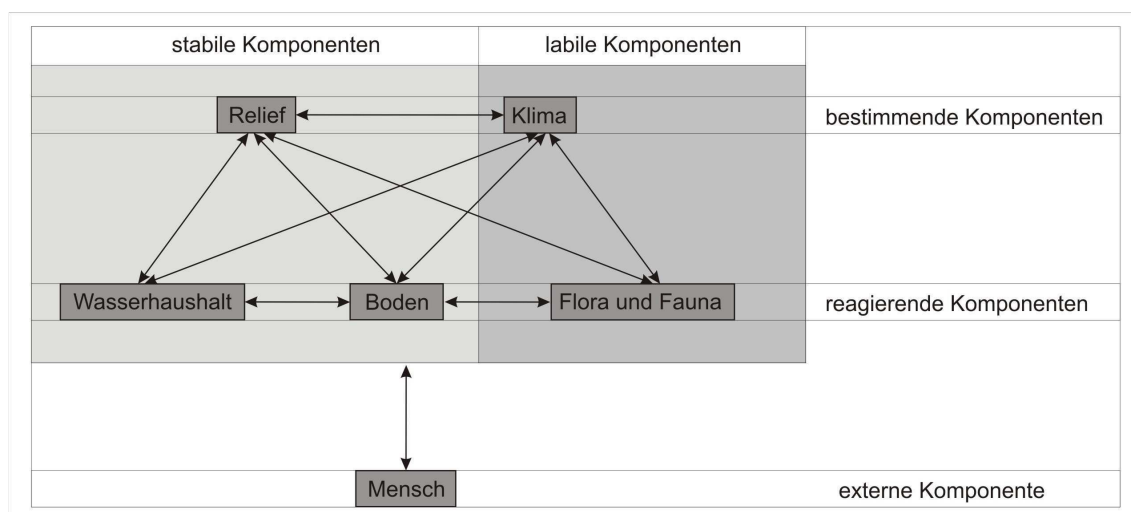 stabile Komponenten
labile Komponenten
Relief
Klima
bestimmende Komponenten
Wasserhaushalt
Boden
Flora und Fauna
reagierende Komponenten
Mensch
externe Komponente